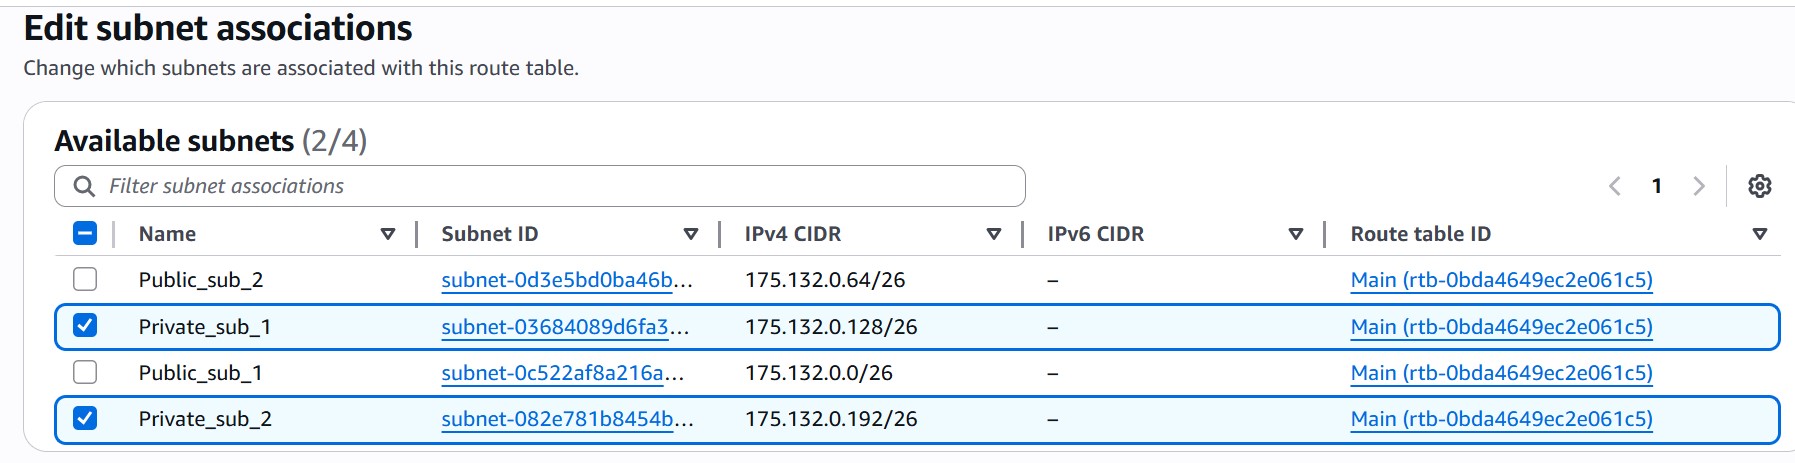 Edit subnet associations
Change which subnets are associated with this route table.
Available subnets (2/4)
Filter subnet associations
1
Name Subnet ID IPv4 CIDR IPv6 CIDR Route table ID
Public_sub_2 subnet-0d3e5bd0ba46b... 175.132.0.64/26 – Main (rtb-0bda4649ec2e061c5)
Private_sub_1 subnet-03684089d6fa3... 175.132.0.128/26 – Main (rtb-0bda4649ec2e061c5)
Public_sub_1 subnet-0c522af8a216a... 175.132.0.0/26 – Main (rtb-0bda4649ec2e061c5)
Private_sub_2 subnet-082e781b8454b... 175.132.0.192/26 – Main (rtb-0bda4649ec2e061c5)